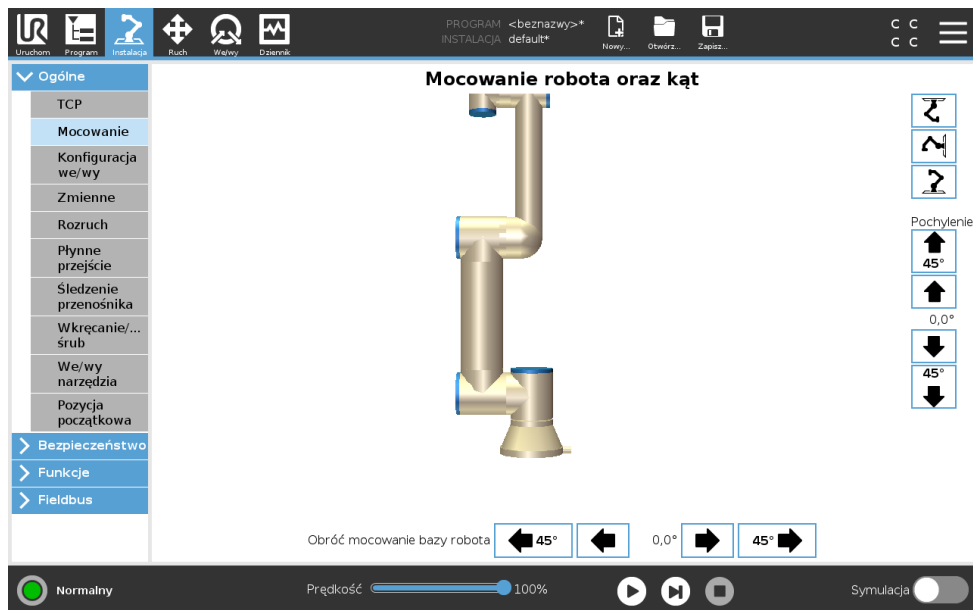 PROGRAM <beznazwy>*
INSTALACJA default*
Uruchom Program Instalacja Ruch We/wy Dziennik Nowy... Otwórz... Zapisz...
C C
C C
Ogólne
TCP
Mocowanie
Konfiguracja
we/wy
Zmienne
Rozruch
Płynne
przejście
Śledzenie
przenośnika
Wkręcanie/...
śrub
We/wy
narzędzia
Pozycja
początkowa
Bezpieczeństwo
Funkcje
Fieldbus
Mocowanie robota oraz kąt
Pochylenie
45°
0,0°
45°
Obróć mocowanie bazy robota 45° 0,0° 45°
Normalny Prędkość 100% Symulacja